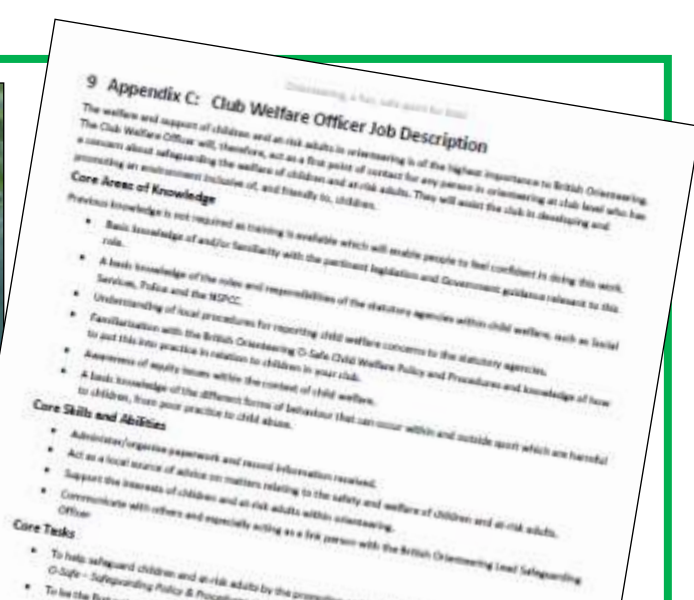 Orienteering, a fun, safe sport for kids!
9 Appendix C: Club Welfare Officer Job Description
The welfare and support of children and at-risk adults in orienteering is of the highest importance to British Orienteering.
The Club Welfare Officer will, therefore, act as a first point of contact for any person in orienteering at club level who has
a concern about safeguarding the welfare of children and at-risk adults. They will assist the club in developing and
promoting an environment inclusive of, and friendly to, children.
Core Areas of Knowledge
Previous knowledge is not required as training is available which will enable people to feel confident in doing this work.
• Basic knowledge of and/or familiarity with the pertinent legislation and Government guidance relevant to this
role.
• A basic knowledge of the roles and responsibilities of the statutory agencies within child welfare, such as Social
Services, Police and the NSPCC.
• Understanding of local procedures for reporting child welfare concerns to the statutory agencies.
• Familiarisation with the British Orienteering O-Safe Child Welfare Policy and Procedures and knowledge of how
to put this into practice in relation to children in your club.
• Awareness of equity issues within the context of child welfare.
• A basic knowledge of the different forms of behaviour that can occur within and outside sport which are harmful
to children, from poor practice to child abuse.
Core Skills and Abilities
• Administer/organise paperwork and record information received.
• Act as a local source of advice on matters relating to the safety and welfare of children and at-risk adults.
• Support the interests of children and at-risk adults within orienteering.
• Communicate with others and especially acting as a link person with the British Orienteering Lead Safeguarding
Officer
Core Tasks
• To help safeguard children and at-risk adults by the promotion
O-Safe – Safeguarding Policy & Procedures
• To be the first